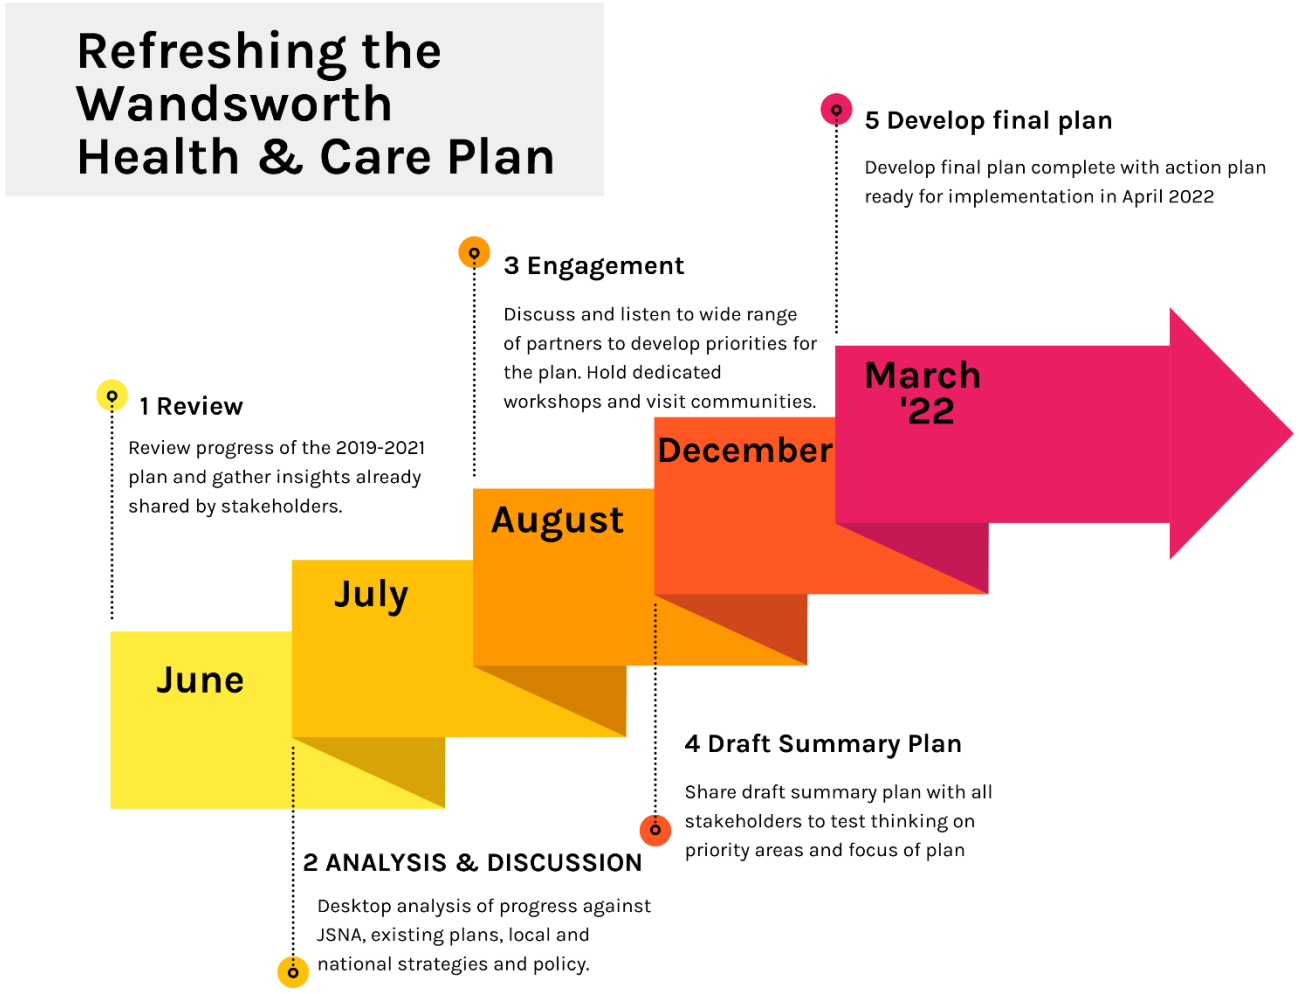 Refreshing the
Wandsworth
Health & Care Plan
5 Develop final plan
Develop final plan complete with action plan
ready for implementation in April 2022
3 Engagement
Discuss and listen to wide range
of partners to develop priorities for
the plan. Hold dedicated
workshops and visit communities.
1 Review
Review progress of the 2019-2021
plan and gather insights already
shared by stakeholders.
March
'22
December
August
July
June
4 Draft Summary Plan
Share draft summary plan with all
stakeholders to test thinking on
priority areas and focus of plan
2 ANALYSIS & DISCUSSION
Desktop analysis of progress against
JSNA, existing plans, local and
national strategies and policy.